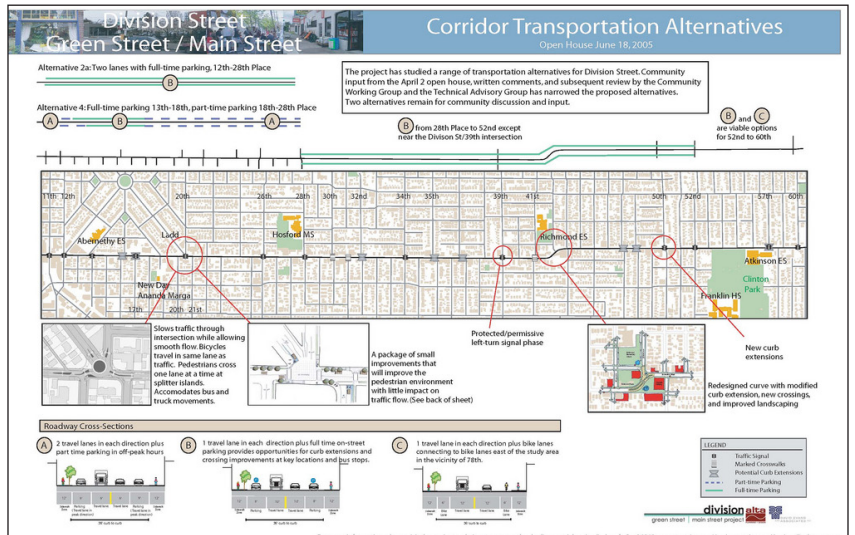 Division Street
Green Street / Main Street
Corridor Transportation Alternatives
Open House June 18, 2005
Alternative 2a: Two lanes with full-time parking, 12th-28th Place
B
Alternative 4: Full-time parking 13th-18th, part-time parking 18th-28th Place
A
B
A
The project has studied a range of transportation alternatives for Division Street. Community
input from the April 2 open house, written comments, and subsequent review by the Community
Working Group and the Technical Advisory Group has narrowed the proposed alternatives.
Two alternatives remain for community discussion and input.
B from 28th Place to 52nd except
near the Divison St/39th intersection
B and C
are viable options
for 52nd to 60th
11th 12th 20th 26th 28th 30th 32nd 34th 35th 39th 41st 50th 52nd 57th 60th
Abernethy ES
Ladd
Hosford MS
Richmond ES
Atkinson ES
Clinton
Park
Franklin HS
New Day
Ananda Marga
17th 20th 21st
Slows traffic through
intersection while allowing
smooth flow. Bicycles
travel in same lane as
traffic. Pedestrians cross
one lane at a time at
splitter islands.
Accomodates bus and
truck movements.
A package of small
improvements that
will improve the
pedestrian environment
with little impact on
traffic flow. (See back of sheet)
Protected/permissive
left-turn signal phase
New curb
extensions
Redesigned curve with modified
curb extension, new crossings,
and improved landscaping
Roadway Cross-Sections
A
2 travel lanes in each direction plus
part time parking in off-peak hours
B
1 travel lane in each direction plus full time on-street
parking provides opportunities for curb extensions and
crossing improvements at key locations and bus stops.
C
1 travel lane in each direction plus bike lanes
connecting to bike lanes east of the study area
in the vicinity of 78th.
LEGEND
Traffic Signal
Marked Crosswalks
Potential Curb Extensions
Part-time Parking
Full-time Parking
division
green street | main street project
alta